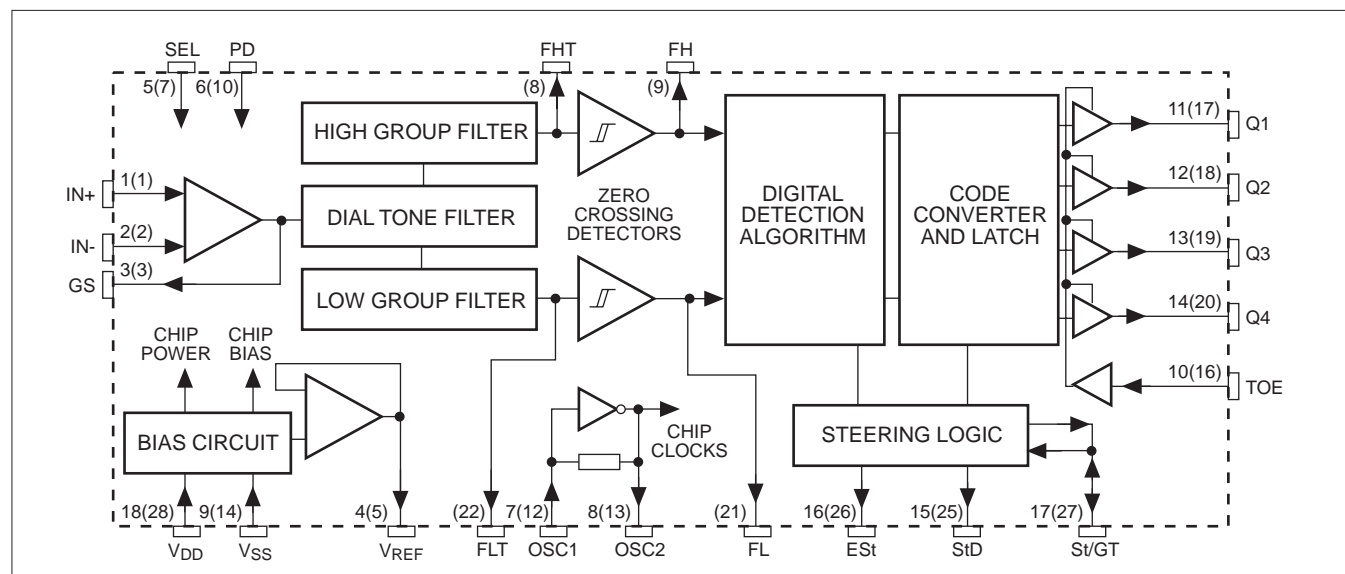 SEL PD FHT FH
5(7) 6(10) (8) (9)
HIGH GROUP FILTER
11(17) Q1
IN+ 1(1)
DIAL TONE FILTER
ZERO
CROSSING
DETECTORS
DIGITAL
DETECTION
ALGORITHM
CODE
CONVERTER
AND LATCH
12(18) Q2
IN- 2(2)
13(19) Q3
GS 3(3)
LOW GROUP FILTER
14(20) Q4
CHIP
POWER
CHIP
BIAS
10(16) TOE
BIAS CIRCUIT
CHIP
CLOCKS
STEERING LOGIC
18(28) 9(14) 4(5) (22) 7(12) 8(13) (21) 16(26) 15(25) 17(27)
VDD VSS VREF FLT OSC1 OSC2 FL ESt StD St/GT